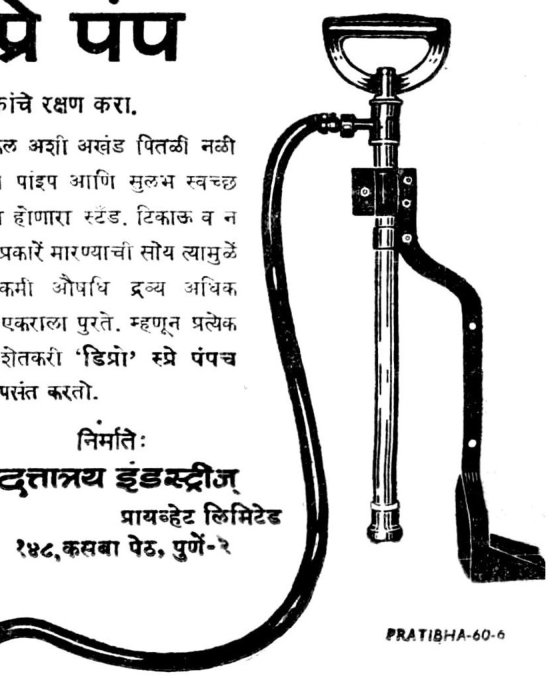 प्रे पंप
कांचे रक्षण करा.
अशी अखंड पितळी नळी
पांइप आणि सुलभ स्वच्छ
होणारा स्टँड. टिकाऊ व न
प्रकारें मारण्याची सोय त्यामुळें
कमी औषधि द्रव्य अधिक
एकराला पुरते. म्हणून प्रत्येक
शेतकरी 'डिप्रो' स्प्रे पंपच
पसंत करतो.
निर्माते:
दत्तात्रय इंडस्ट्रीज्
प्रायव्हेट लिमिटेड
१४८, कसबा पेठ, पुणें-२
PRATIBHA-60-6